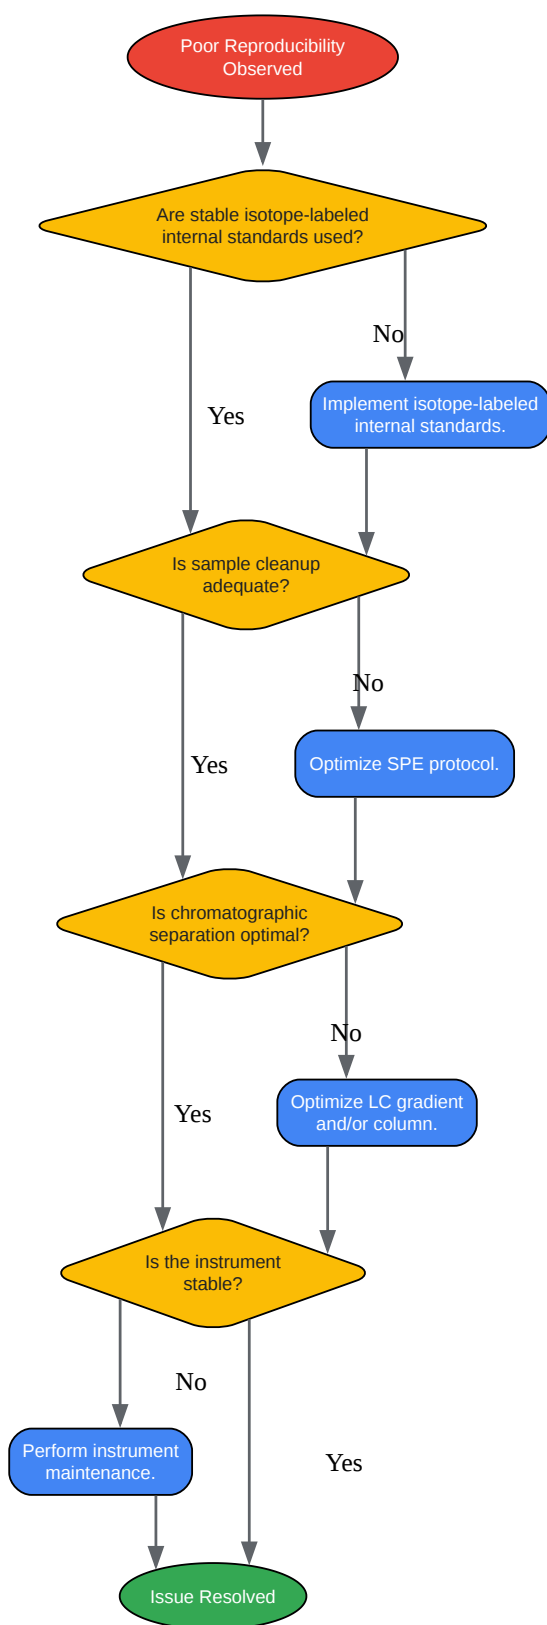 Poor Reproducibility
Observed
Are stable isotope-labeled
internal standards used?
No
Implement isotope-labeled
internal standards.
Yes
Is sample cleanup
adequate?
No
Yes
Optimize SPE protocol.
Is chromatographic
separation optimal?
No
Optimize LC gradient
and/or column.
Yes
Is the instrument
stable?
No
Perform instrument
maintenance.
Yes
Issue Resolved